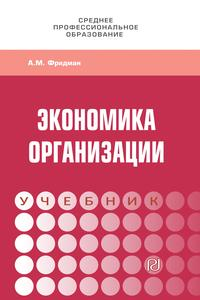 СРЕДНЕЕ
ПРОФЕССИОНАЛЬНОЕ
ОБРАЗОВАНИЕ
А.М. Фридман
ЭКОНОМИКА
ОРГАНИЗАЦИИ
УЧЕБНИК